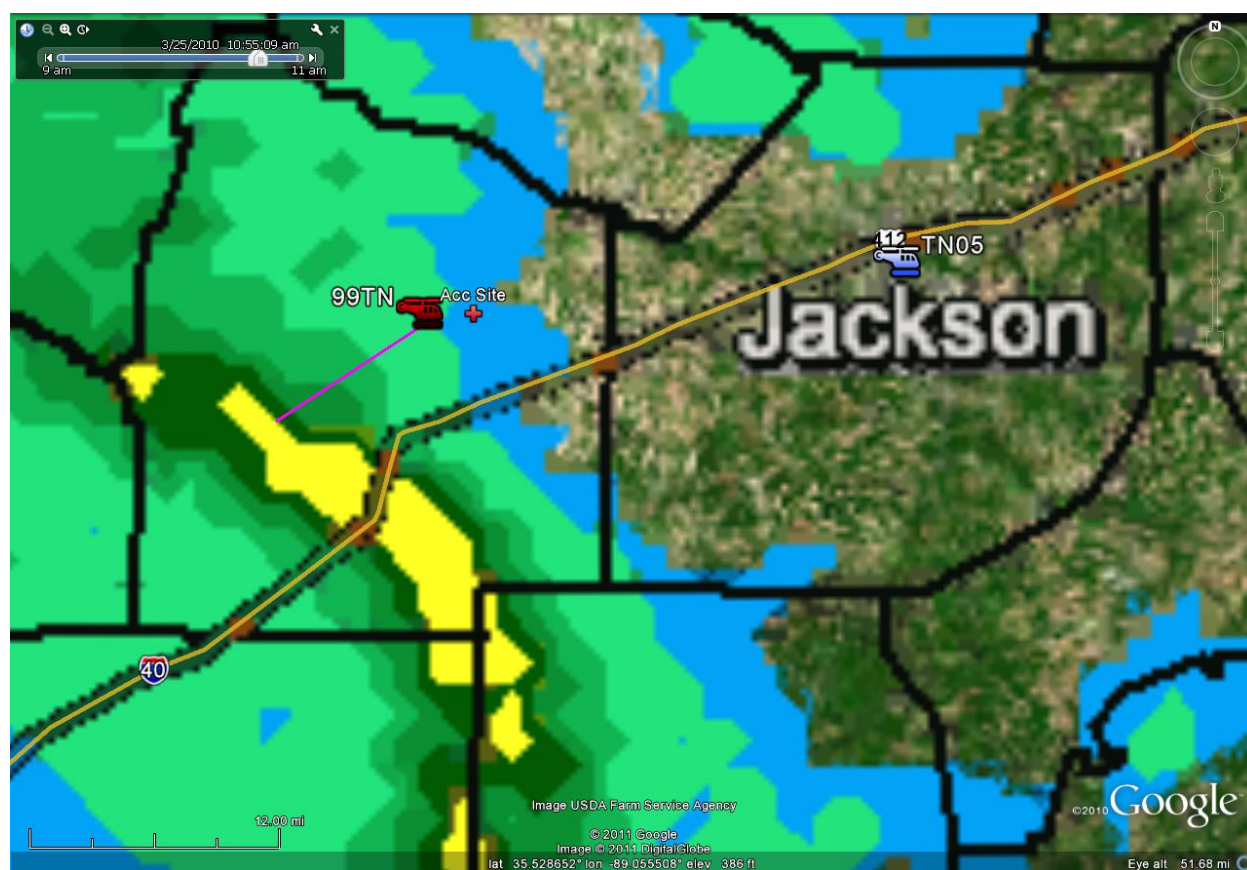 N
3/25/2010 10:55:09 am
9 am
11 am
412
TN05
99TN
Acc Site
Jackson
40
12.00 mi
Image USDA Farm Service Agency
© 2011 Google
Image © 2011 DigitalGlobe
©2010 Google
lat 35.528652° lon -89.055508° elev 386 ft
Eye alt 51.68 mi